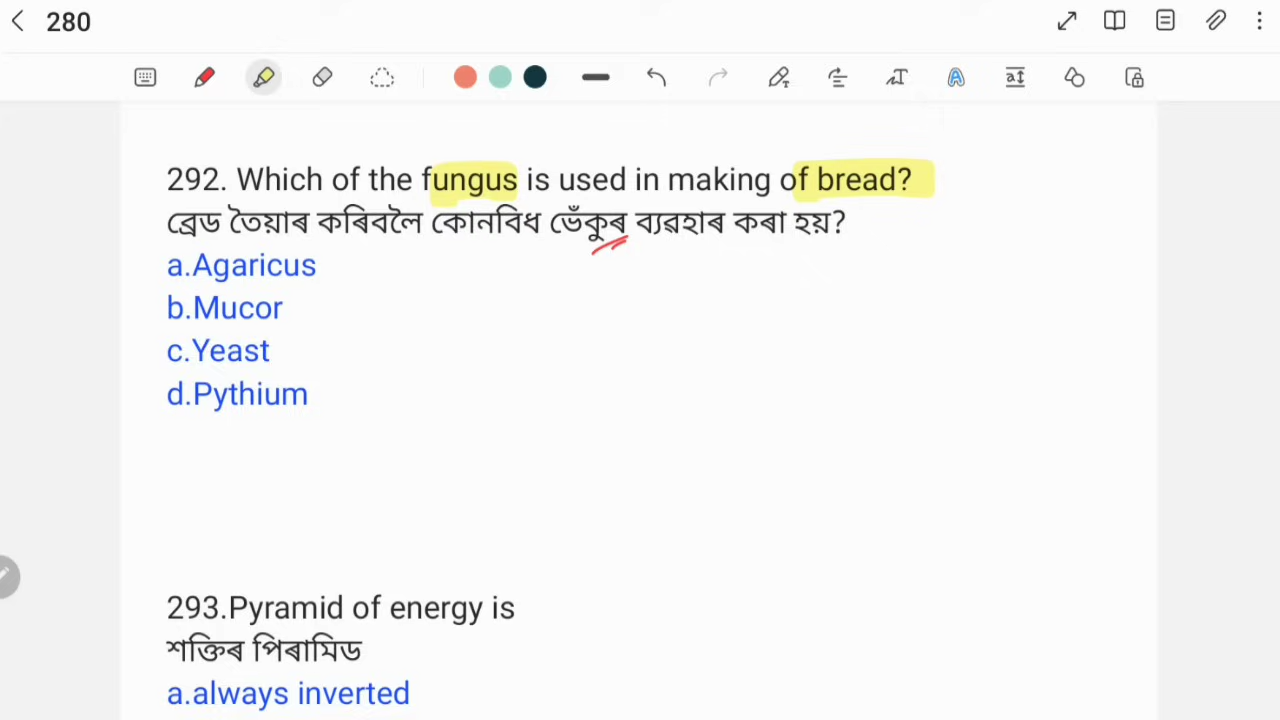 280
292. Which of the fungus is used in making of bread?
ব্ৰেড তৈয়াৰ কৰিবলৈ কোনবিধ ভেঁকুৰ ব্যৱহাৰ কৰা হয়?
a.Agaricus
b.Mucor
c.Yeast
d.Pythium
293.Pyramid of energy is
শক্তিৰ পিৰামিড
a.always inverted